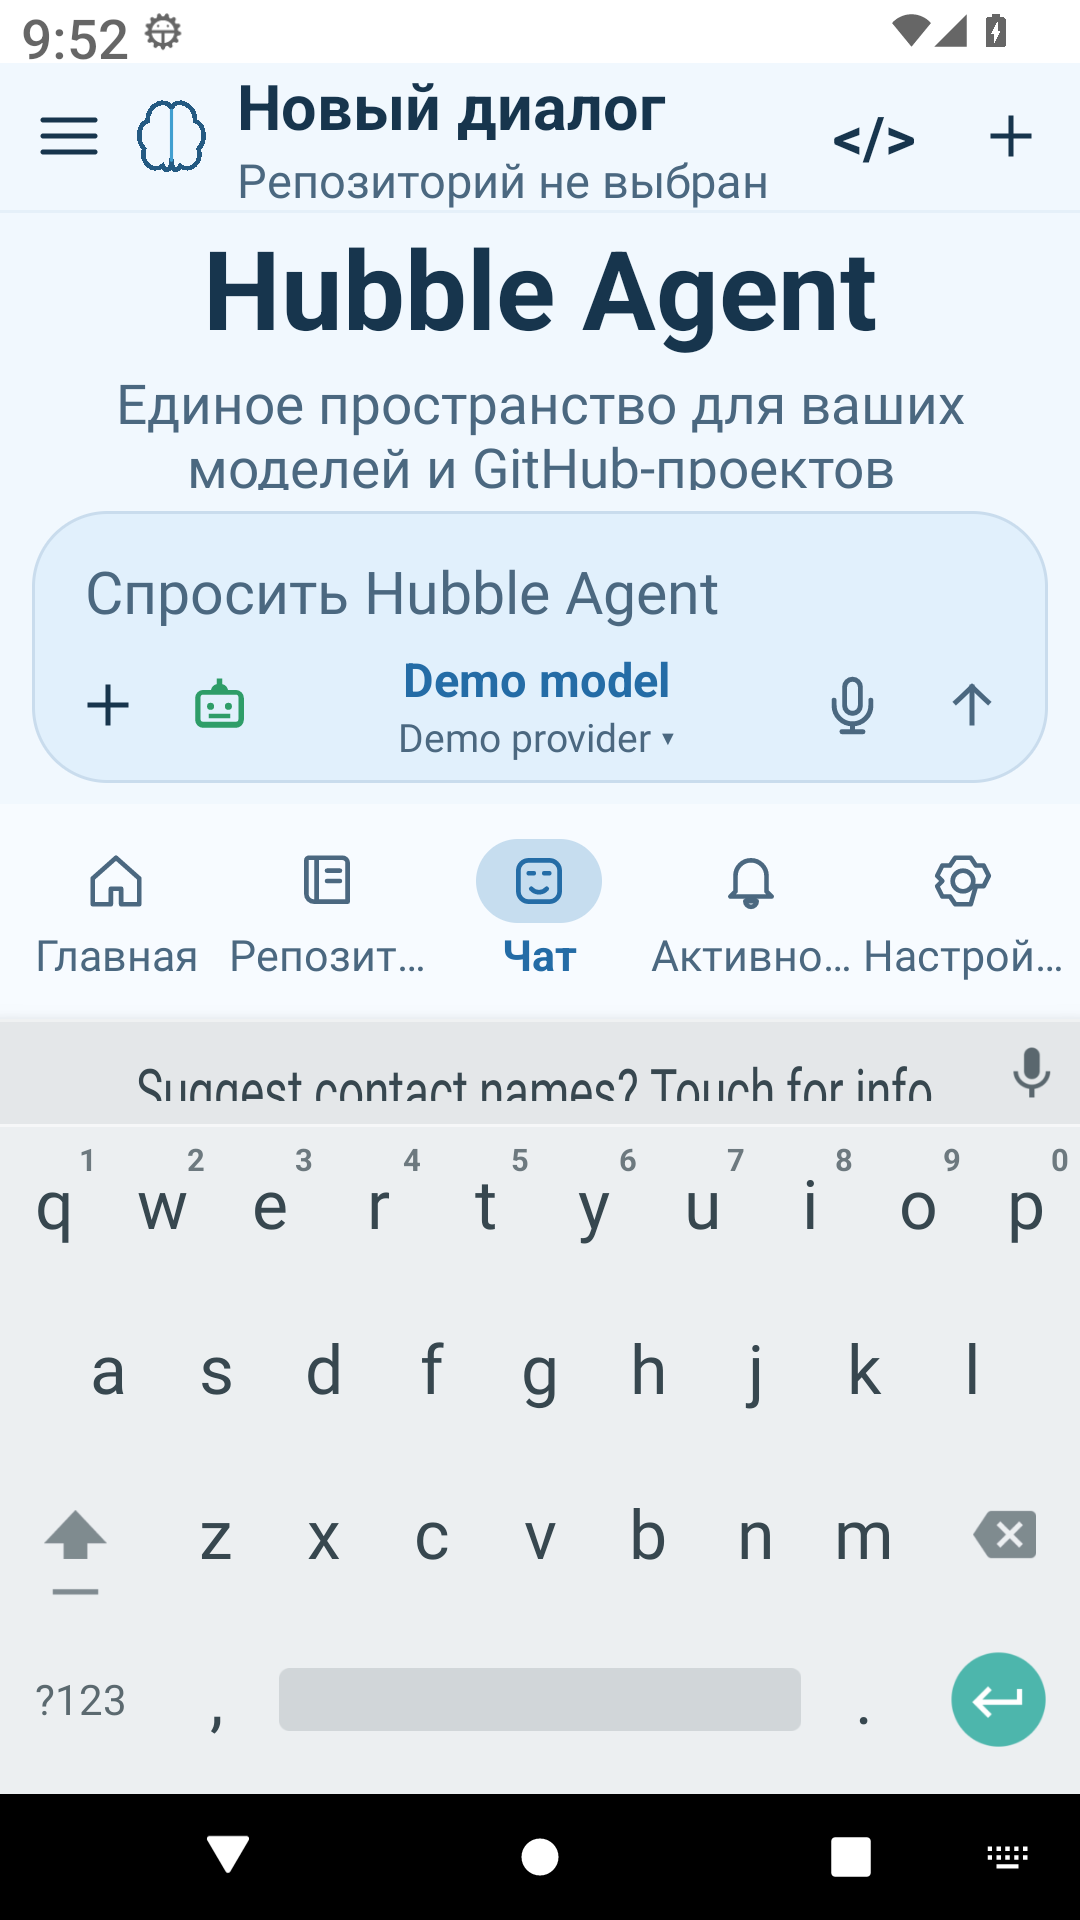 9:52
Новый диалог
Репозиторий не выбран
</>
Hubble Agent
Единое пространство для ваших
моделей и GitHub-проектов
Спросить Hubble Agent
Demo model
Demo provider ▾
Главная Репозит... Чат Активно... Настрой...
Suggest contact names? Touch for info
1 2 3 4 5 6 7 8 9 0
q w e r t y u i o p
a s d f g h j k l
z x c v b n m
?123 , .